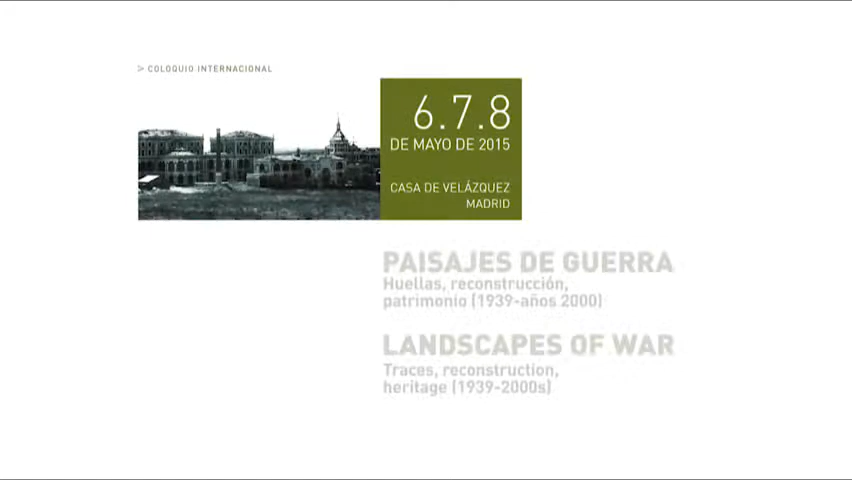 > COLOQUIO INTERNACIONAL
6.7.8
DE MAYO DE 2015
CASA DE VELÁZQUEZ
MADRID
PAISAJES DE GUERRA
Huellas, reconstrucción,
patrimonio (1939-años 2000)
LANDSCAPES OF WAR
Traces, reconstruction,
heritage (1939-2000s)